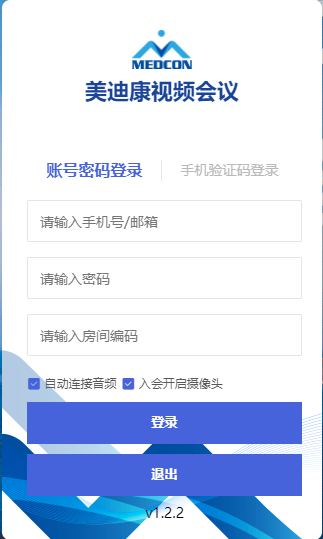 MEDCON
美迪康视频会议
账号密码登录 手机验证码登录
请输入手机号/邮箱
请输入密码
请输入房间编码
自动连接音频 入会开启摄像头
登录
退出
v1.2.2